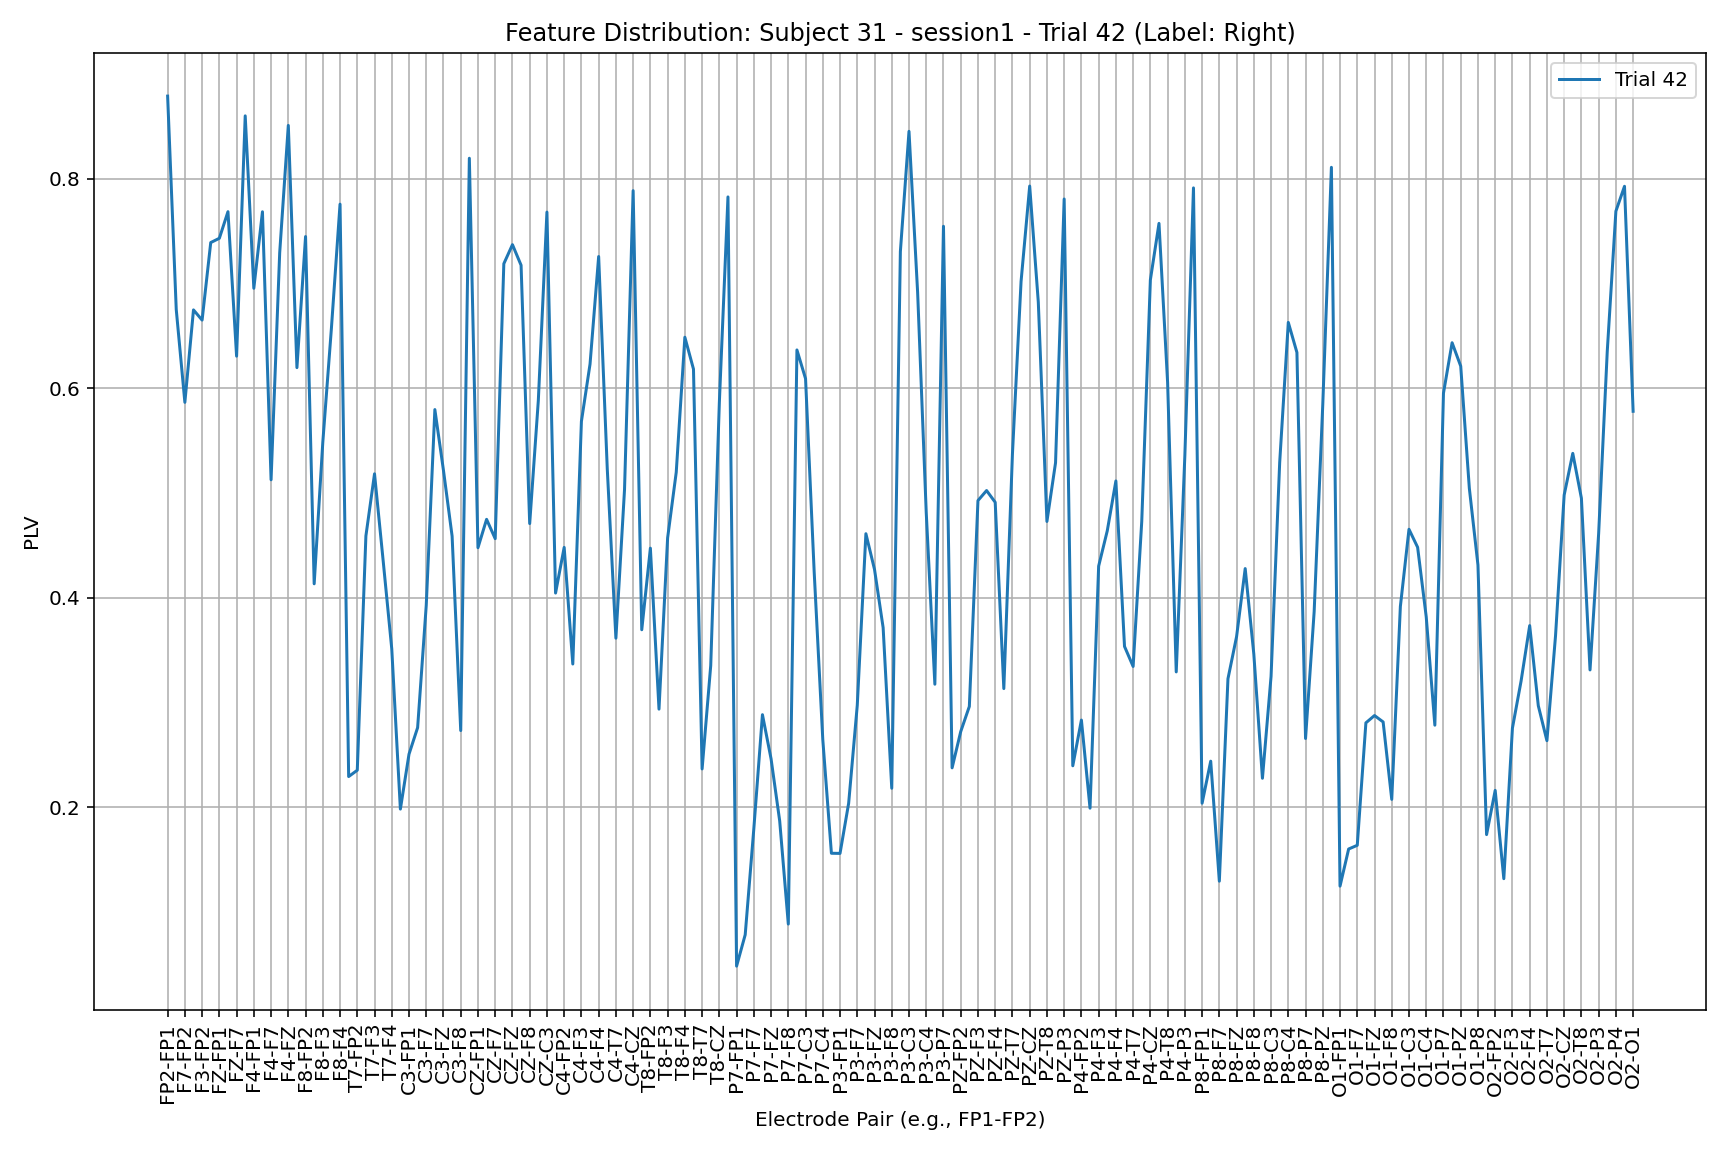 Feature Distribution: Subject 31 - session1 - Trial 42 (Label: Right)
Trial 42
PLV
0.8
0.6
0.4
0.2
FP2-FP1
F7-FP2
F3-FP2
FZ-FP1
FZ-F7
F4-FP1
F4-F7
F4-FZ
F8-FP2
F8-F3
F8-F4
T7-FP2
T7-F3
T7-F4
C3-FP1
C3-F7
C3-FZ
C3-F8
CZ-FP1
CZ-F7
CZ-FZ
CZ-F8
CZ-C3
C4-FP2
C4-F3
C4-F4
C4-T7
C4-CZ
T8-FP2
T8-F3
T8-F4
T8-T7
T8-CZ
P7-FP1
P7-F7
P7-FZ
P7-F8
P7-C3
P7-C4
P3-FP1
P3-F7
P3-FZ
P3-F8
P3-C3
P3-C4
P3-P7
PZ-FP2
PZ-F3
PZ-F4
PZ-T7
PZ-CZ
PZ-T8
PZ-P3
P4-FP2
P4-F3
P4-F4
P4-T7
P4-CZ
P4-T8
P4-P3
P8-FP1
P8-F7
P8-FZ
P8-F8
P8-C3
P8-C4
P8-P7
P8-PZ
O1-FP1
O1-F7
O1-FZ
O1-F8
O1-C3
O1-C4
O1-P7
O1-PZ
O1-P8
O2-FP2
O2-F3
O2-F4
O2-T7
O2-CZ
O2-T8
O2-P3
O2-P4
O2-O1
Electrode Pair (e.g., FP1-FP2)